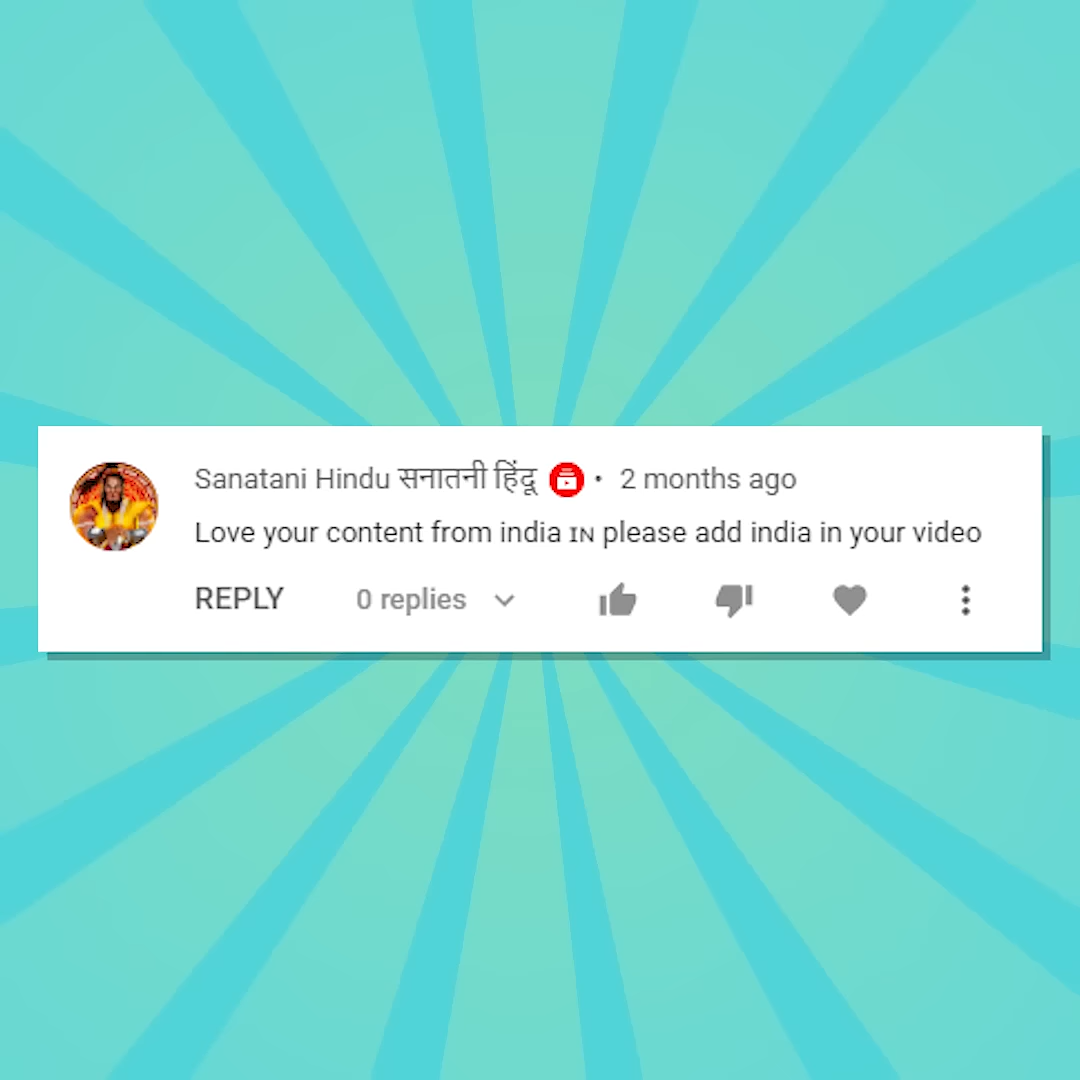 Sanatani Hindu सनातनी हिंदू • 2 months ago
Love your content from india ɪɴ please add india in your video
REPLY 0 replies